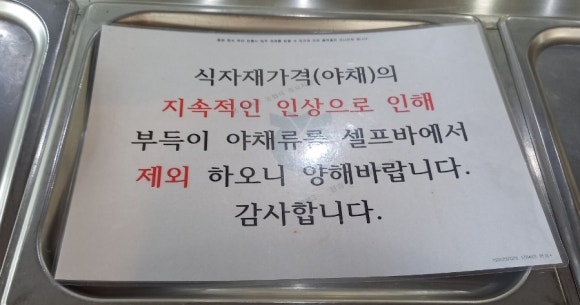 식자재가격(야채)의
지속적인 인상으로 인해
부득이 야채류를 셀프바에서
제외 하오니 양해바랍니다.
감사합니다.